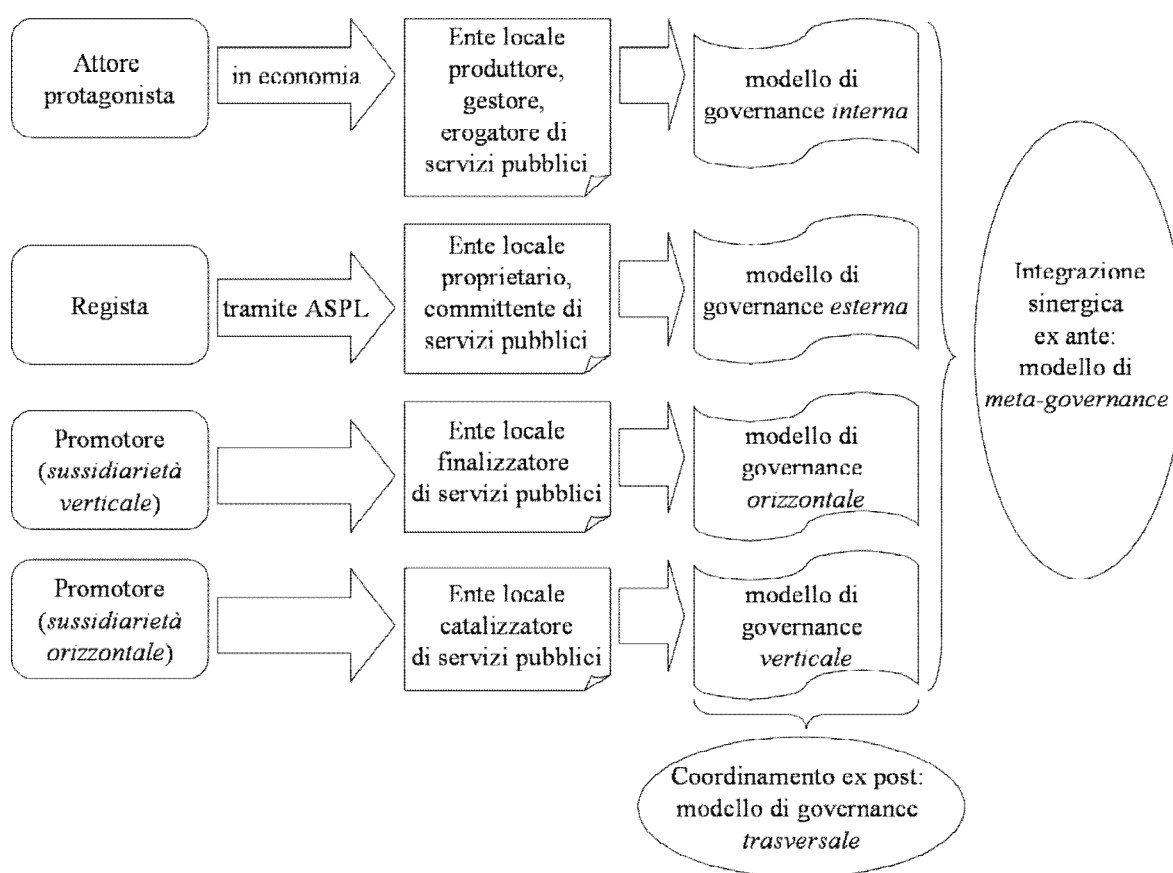 Attore
protagonista
in economia
Ente locale
produttore,
gestore,
erogatore di
servizi pubblici
modello di
governance interna
Regista
tramite ASPL
Ente locale
proprietario,
committente di
servizi pubblici
modello di
governance esterna
Promotore
(sussidiarietà
verticale)
Ente locale
finalizzatore
di servizi pubblici
modello di
governance
orizzontale
Promotore
(sussidiarietà
orizzontale)
Ente locale
catalizzatore
di servizi pubblici
modello di
governance
verticale
Integrazione
sinergica
ex ante:
modello di
meta-governance
Coordinamento ex post:
modello di governance
trasversale